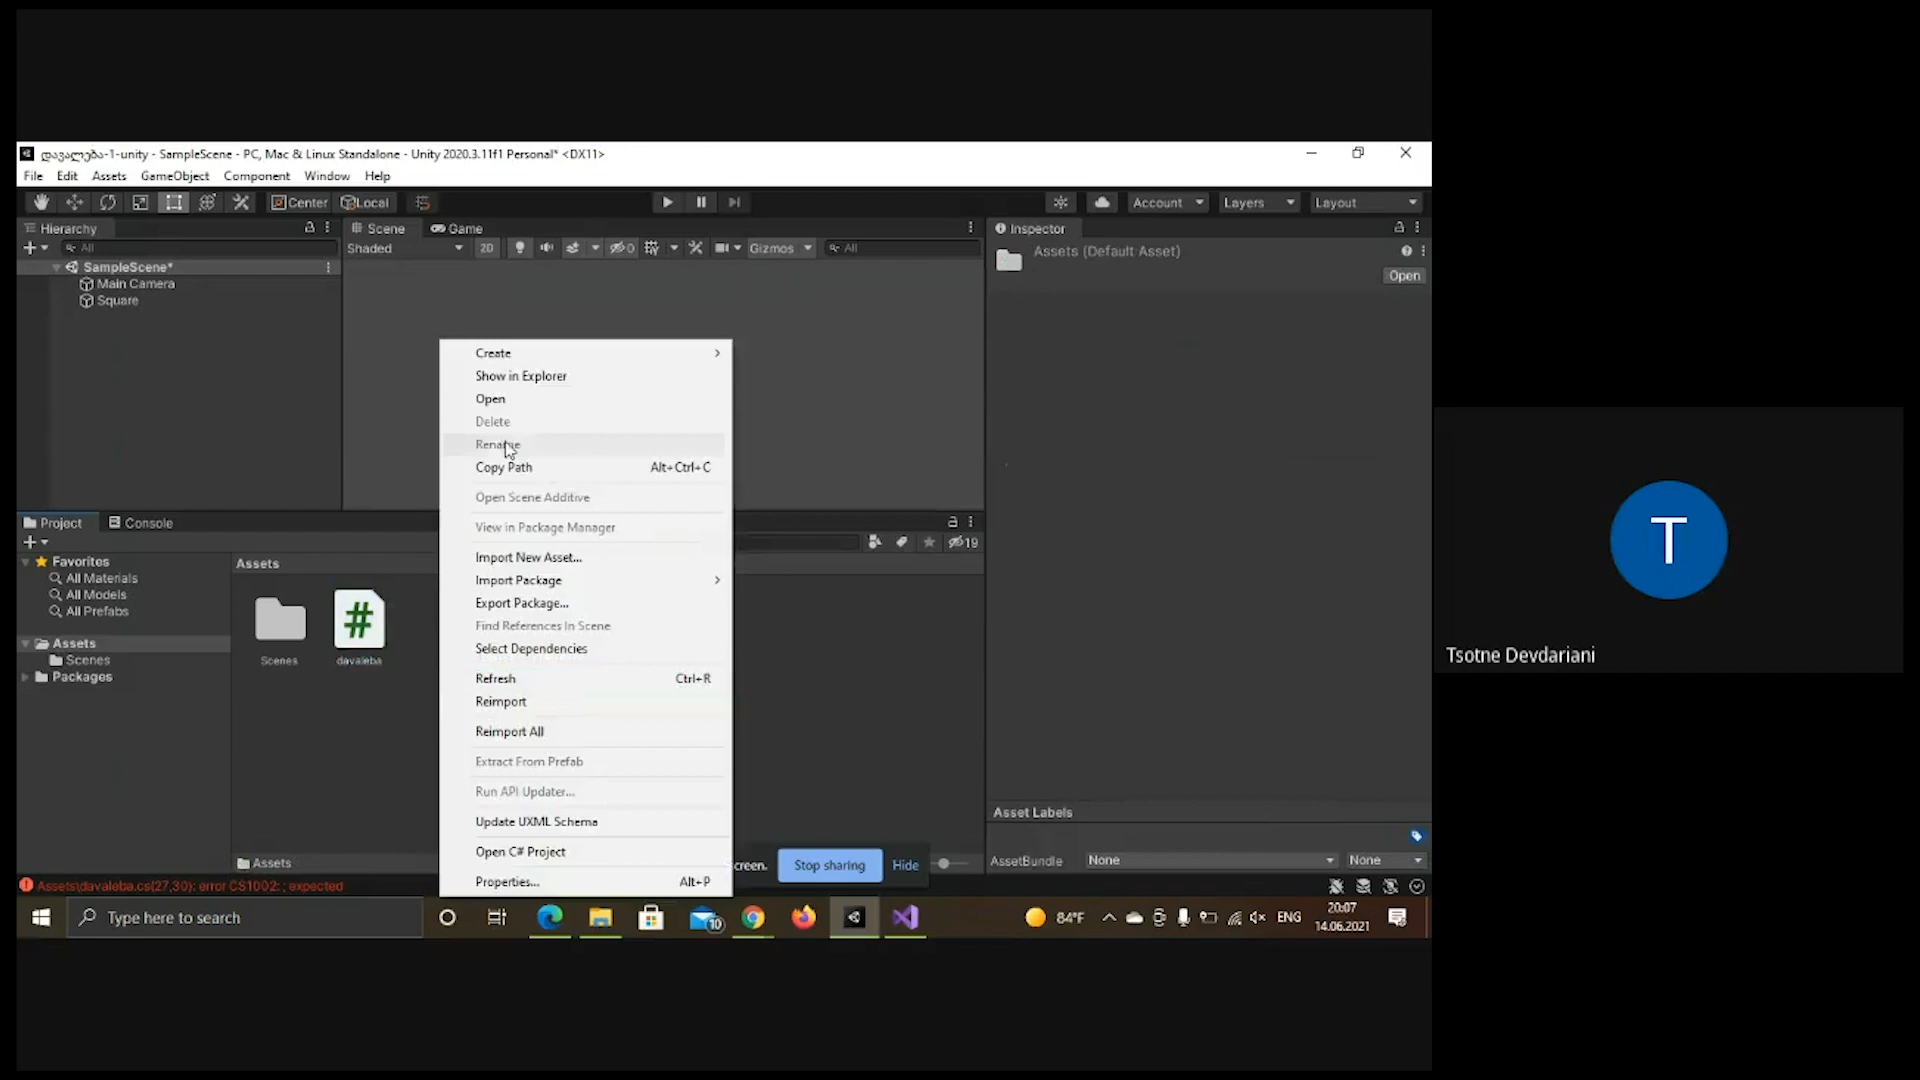 დავალება-1-unity - SampleScene - PC, Mac & Linux Standalone - Unity 2020.3.11f1 Personal* <DX11>
File Edit Assets GameObject Component Window Help
Center Local
Account Layers Layout
Hierarchy
All
SampleScene*
Main Camera
Square
Scene Game
Shaded 2D 0 Gizmos All
Inspector
Assets (Default Asset)
Open
Create
Show in Explorer
Open
Delete
Rename
Copy Path Alt+Ctrl+C
Open Scene Additive
View in Package Manager
Import New Asset...
Import Package
Export Package...
Find References In Scene
Select Dependencies
Refresh Ctrl+R
Reimport
Reimport All
Extract From Prefab
Run API Updater...
Update UXML Schema
Open C# Project
Properties... Alt+P
Project Console
19
Favorites
All Materials
All Models
All Prefabs
Assets
Scenes
Packages
Assets
Scenes
#
davaleba
Assets
creen. Stop sharing Hide
Asset Labels
AssetBundle None None
Assets\davaleba.cs(27,30): error CS1002: ; expected
Type here to search
10
84°F
ENG
20:07
14.06.2021
T
Tsotne Devdariani